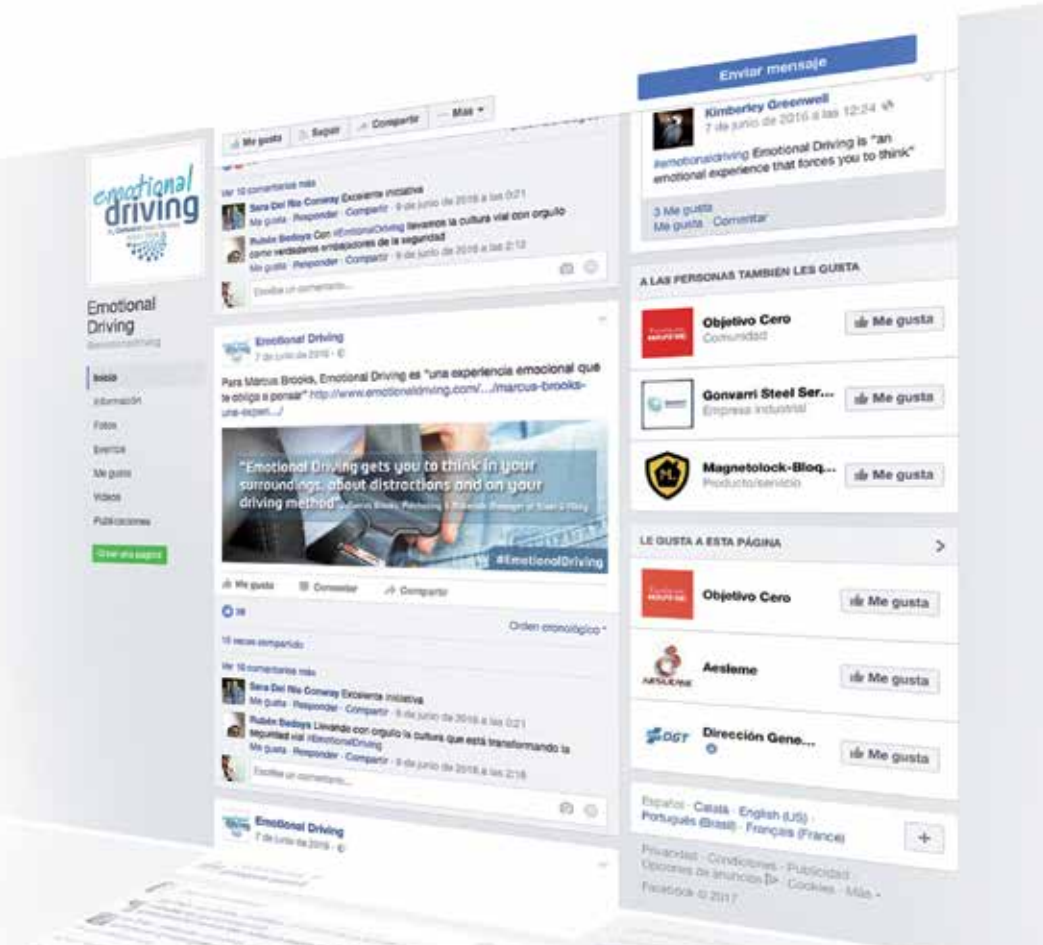 Enviar mensaje
Me gusta Seguir Compartir Más
emotional
driving
Kimberley Greenwell
7 de junio de 2016 a las 12:24
#emotionaldriving Emotional Driving is "an
emotional experience that forces you to think"
3 Me gusta
Me gusta · Comentar
Ver 10 comentarios más
Sara Del Rio Conway Excelente iniciativa
Me gusta · Responder · Compartir · 9 de junio de 2016 a las 0:21
Rubén Bedoya Con #EmotionalDriving llevamos la cultura vial con orgullo
como verdaderos embajadores de la seguridad
Me gusta · Responder · Compartir · 9 de junio de 2016 a las 2:12
Escribe un comentario...
Emotional
Driving
@emotionaldriving
Inicio
Información
Fotos
Eventos
Me gusta
Vídeos
Publicaciones
Crear una página
Emotional Driving
7 de junio de 2016
Para Marcus Brooks, Emotional Driving es "una experiencia emocional que
te obliga a pensar" http://www.emotionaldriving.com/.../marcus-brooks-
una-experi.../
"Emotional Driving gets you to think in your
surroundings, about distractions and on your
driving method"
#EmotionalDriving
Me gusta Comentar Compartir
Orden cronológico
Ver 10 comentarios más
Sara Del Rio Conway Excelente iniciativa
Me gusta · Responder · Compartir · 9 de junio de 2016 a las 0:21
Rubén Bedoya Llevando con orgullo la cultura que está transformando la
seguridad vial #EmotionalDriving
Me gusta · Responder · Compartir · 9 de junio de 2016 a las 2:18
Escribe un comentario...
Emotional Driving
7 de junio de 2016
A LAS PERSONAS TAMBIÉN LES GUSTA
Objetivo Cero
Comunidad
Me gusta
Gonvarri Steel Ser...
Empresa industrial
Me gusta
ML
Magnetolock-Bloq...
Producto/servicio
Me gusta
LE GUSTA A ESTA PÁGINA
Objetivo Cero
Me gusta
AESLEME
Aesleme
Me gusta
DGT
Dirección Gene...
Me gusta
Español · Català · English (US) ·
Português (Brasil) · Français (France)
+
Privacidad · Condiciones · Publicidad ·
Opciones de anuncios · Cookies · Más
Facebook © 2017